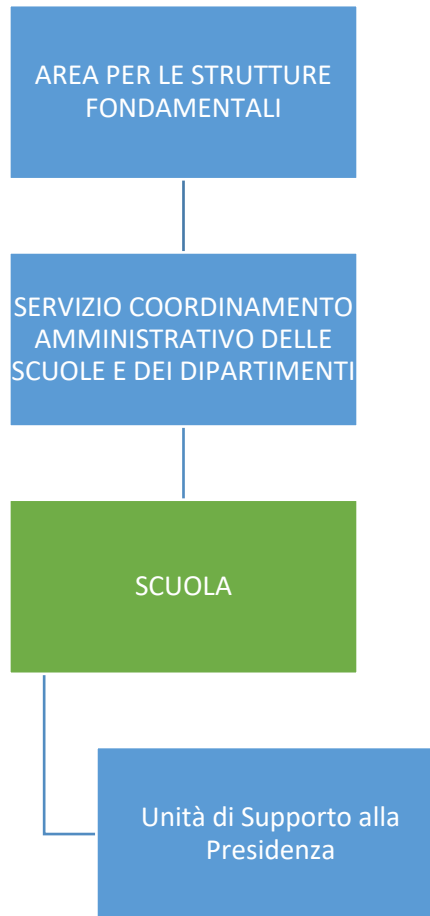 AREA PER LE STRUTTURE
FONDAMENTALI
SERVIZIO COORDINAMENTO
AMMINISTRATIVO DELLE
SCUOLE E DEI DIPARTIMENTI
SCUOLA
Unità di Supporto alla
Presidenza